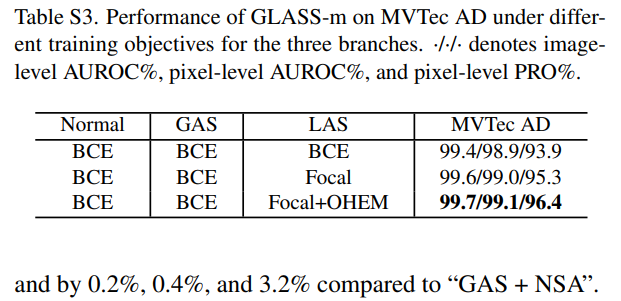 Table S3. Performance of GLASS-m on MVTec AD under differ-
ent training objectives for the three branches. ·/·/· denotes image-
level AUROC%, pixel-level AUROC%, and pixel-level PRO%.
Normal GAS LAS MVTec AD
BCE BCE BCE 99.4/98.9/93.9
BCE BCE Focal 99.6/99.0/95.3
BCE BCE Focal+OHEM 99.7/99.1/96.4
and by 0.2%, 0.4%, and 3.2% compared to “GAS + NSA”.